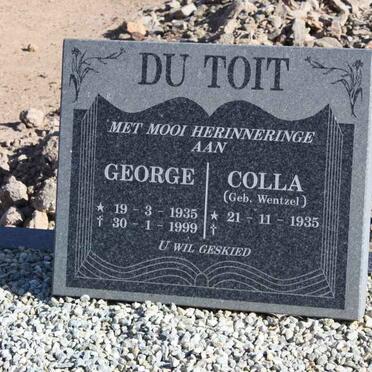 DU TOIT
MET MOOI HERINNERINGE
AAN
GEORGE
★ 19 - 3 - 1935
✝ 30 - 1 - 1999
COLLA
(Geb. Wentzel)
★ 21 - 11 - 1935
✝
U WIL GESKIED